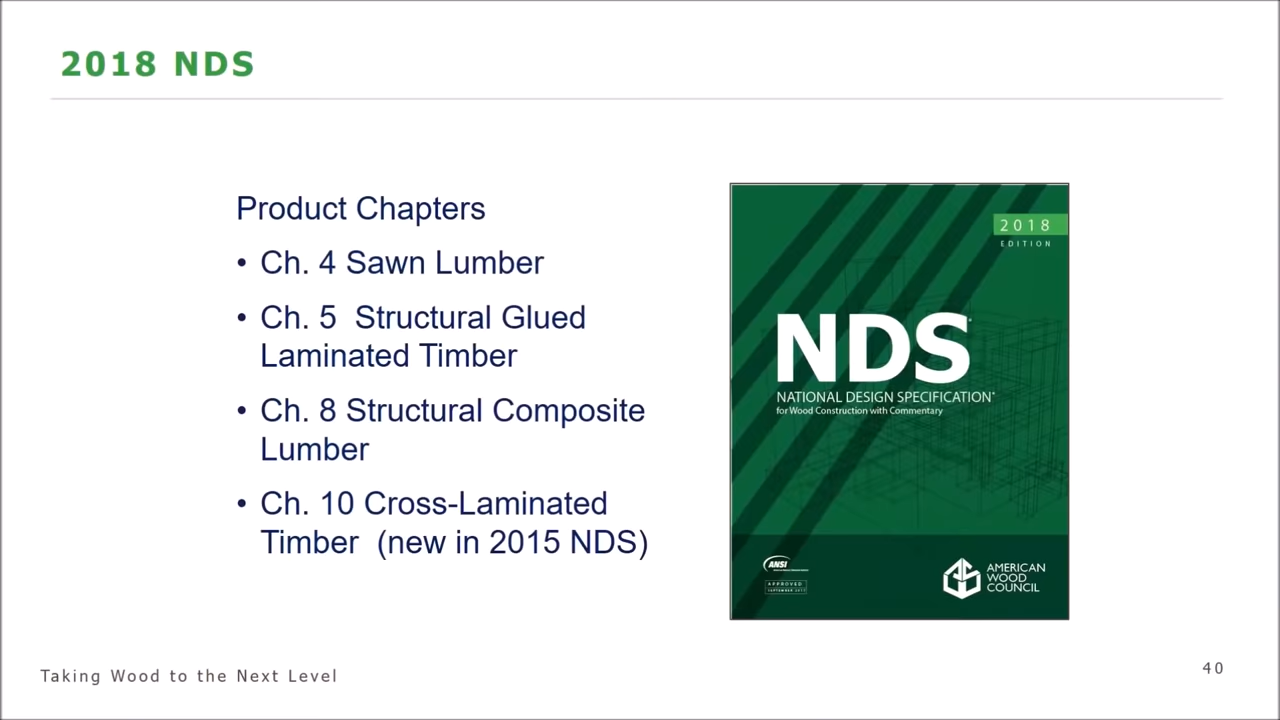 2018 NDS
Product Chapters
• Ch. 4 Sawn Lumber
• Ch. 5  Structural Glued
Laminated Timber
• Ch. 8 Structural Composite
Lumber
• Ch. 10 Cross-Laminated
Timber  (new in 2015 NDS)
2018
EDITION
NDS®
NATIONAL DESIGN SPECIFICATION®
for Wood Construction with Commentary
ANSI
APPROVED
AMERICAN
WOOD
COUNCIL
Taking Wood to the Next Level
40